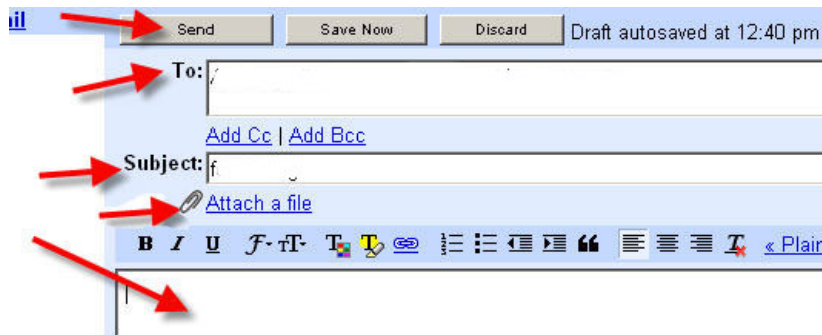 ail
Send Save Now Discard Draft autosaved at 12:40 pm
To:
Add Cc | Add Bcc
Subject:
Attach a file
B I U F T T T « Plain